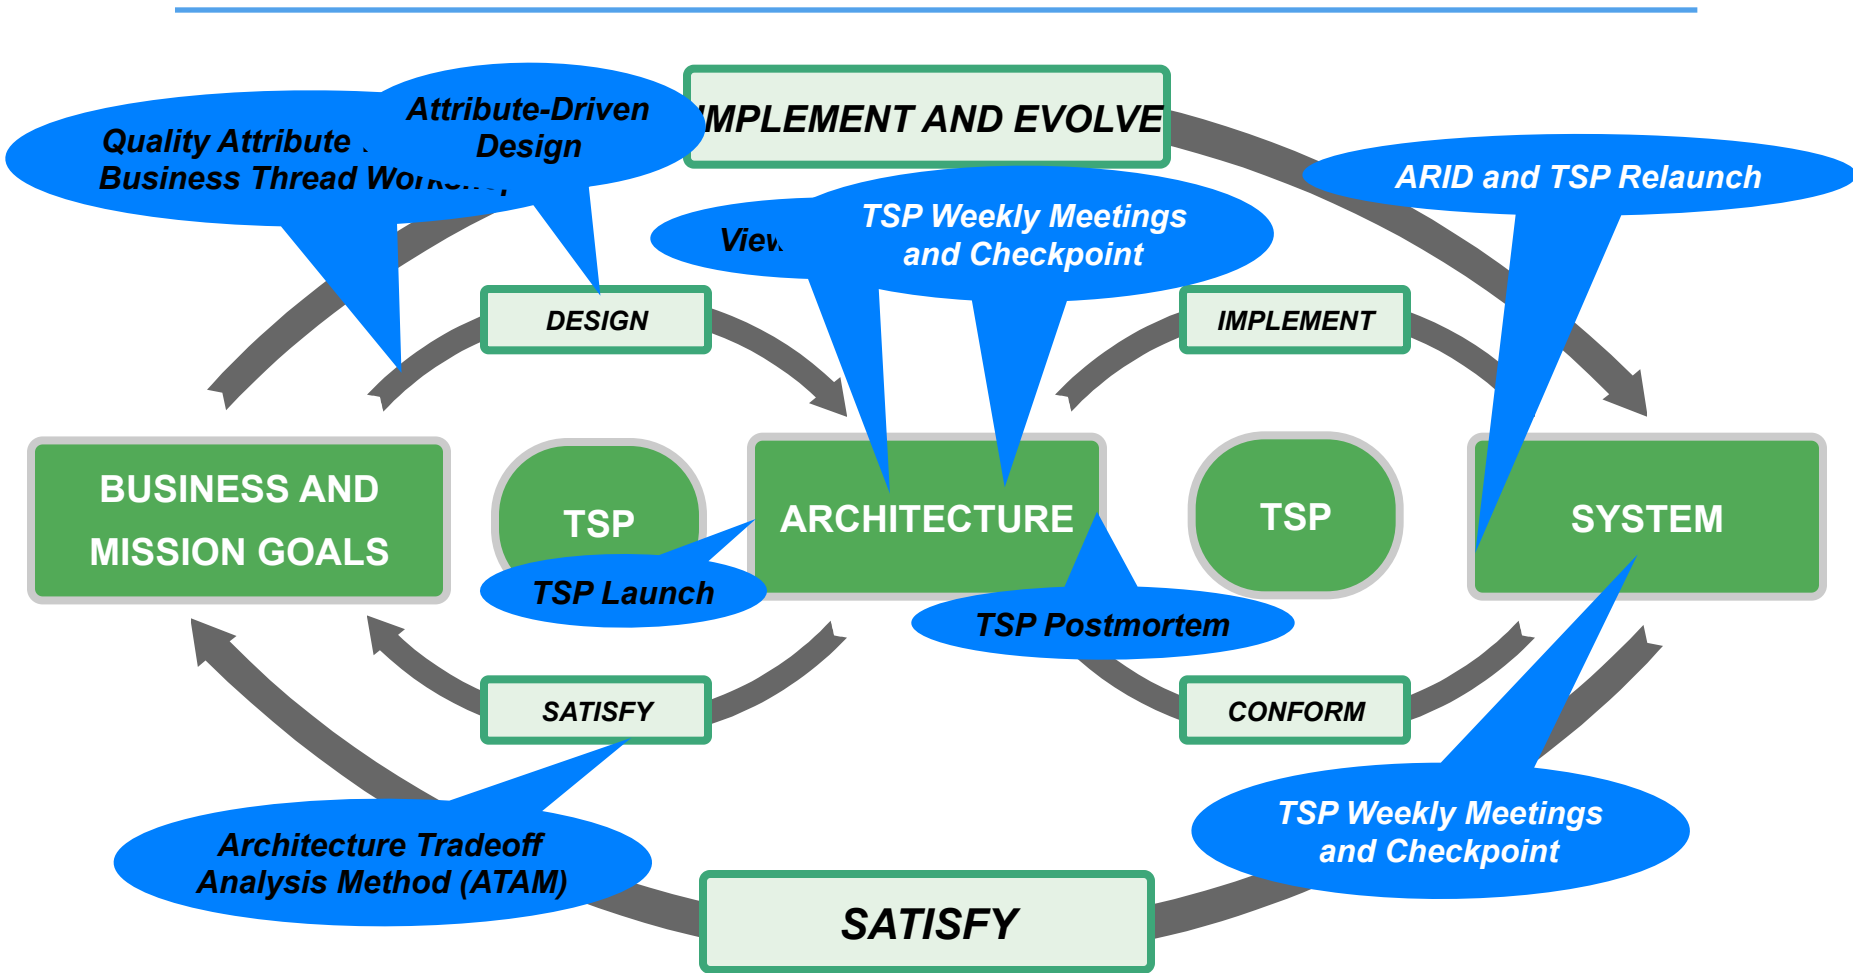 IMPLEMENT AND EVOLVE
Attribute-Driven
Design
Quality Attribute
Business Thread
ARID and TSP Relaunch
TSP Weekly Meetings
and Checkpoint
DESIGN
IMPLEMENT
BUSINESS AND
MISSION GOALS
TSP
ARCHITECTURE
TSP
SYSTEM
TSP Launch
TSP Postmortem
SATISFY
CONFORM
Architecture Tradeoff
Analysis Method (ATAM)
TSP Weekly Meetings
and Checkpoint
SATISFY